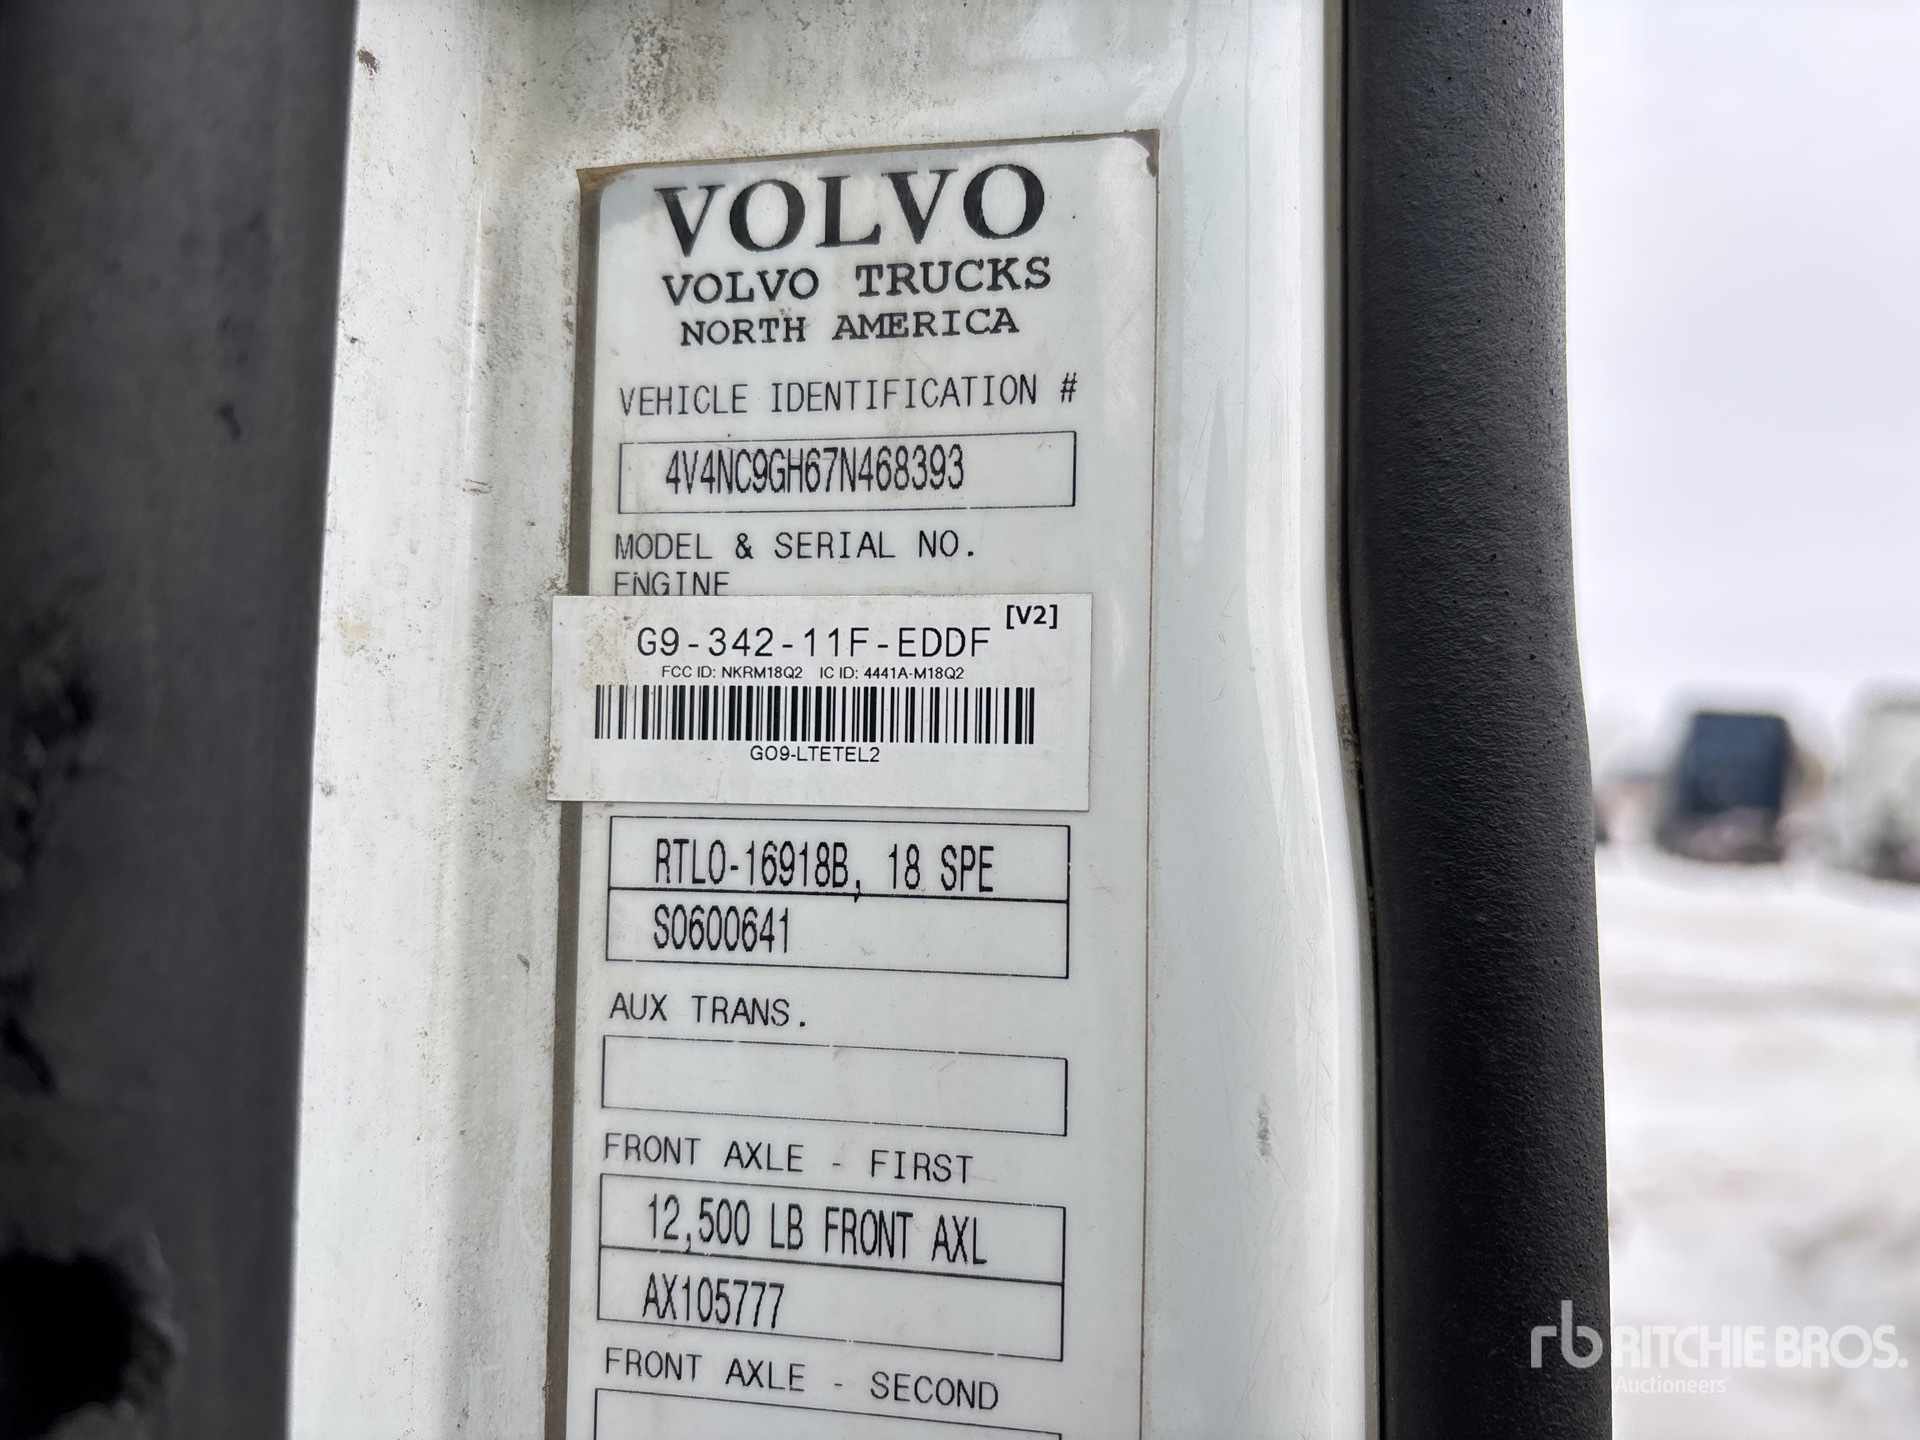 VOLVO
VOLVO TRUCKS
NORTH AMERICA
VEHICLE IDENTIFICATION #
4V4NC9GH67N468393
MODEL & SERIAL NO.
ENGINE
G9-342-11F-EDDF [V2]
FCC ID: NKRM18Q2 IC ID: 4441A-M18Q2
GO9-LTETEL2
RTLO-16918B, 18 SPE
S0600641
AUX TRANS.
FRONT AXLE - FIRST
12,500 LB FRONT AXL
AX105777
FRONT AXLE - SECOND
rb RITCHIE BROS.
Auctioneers